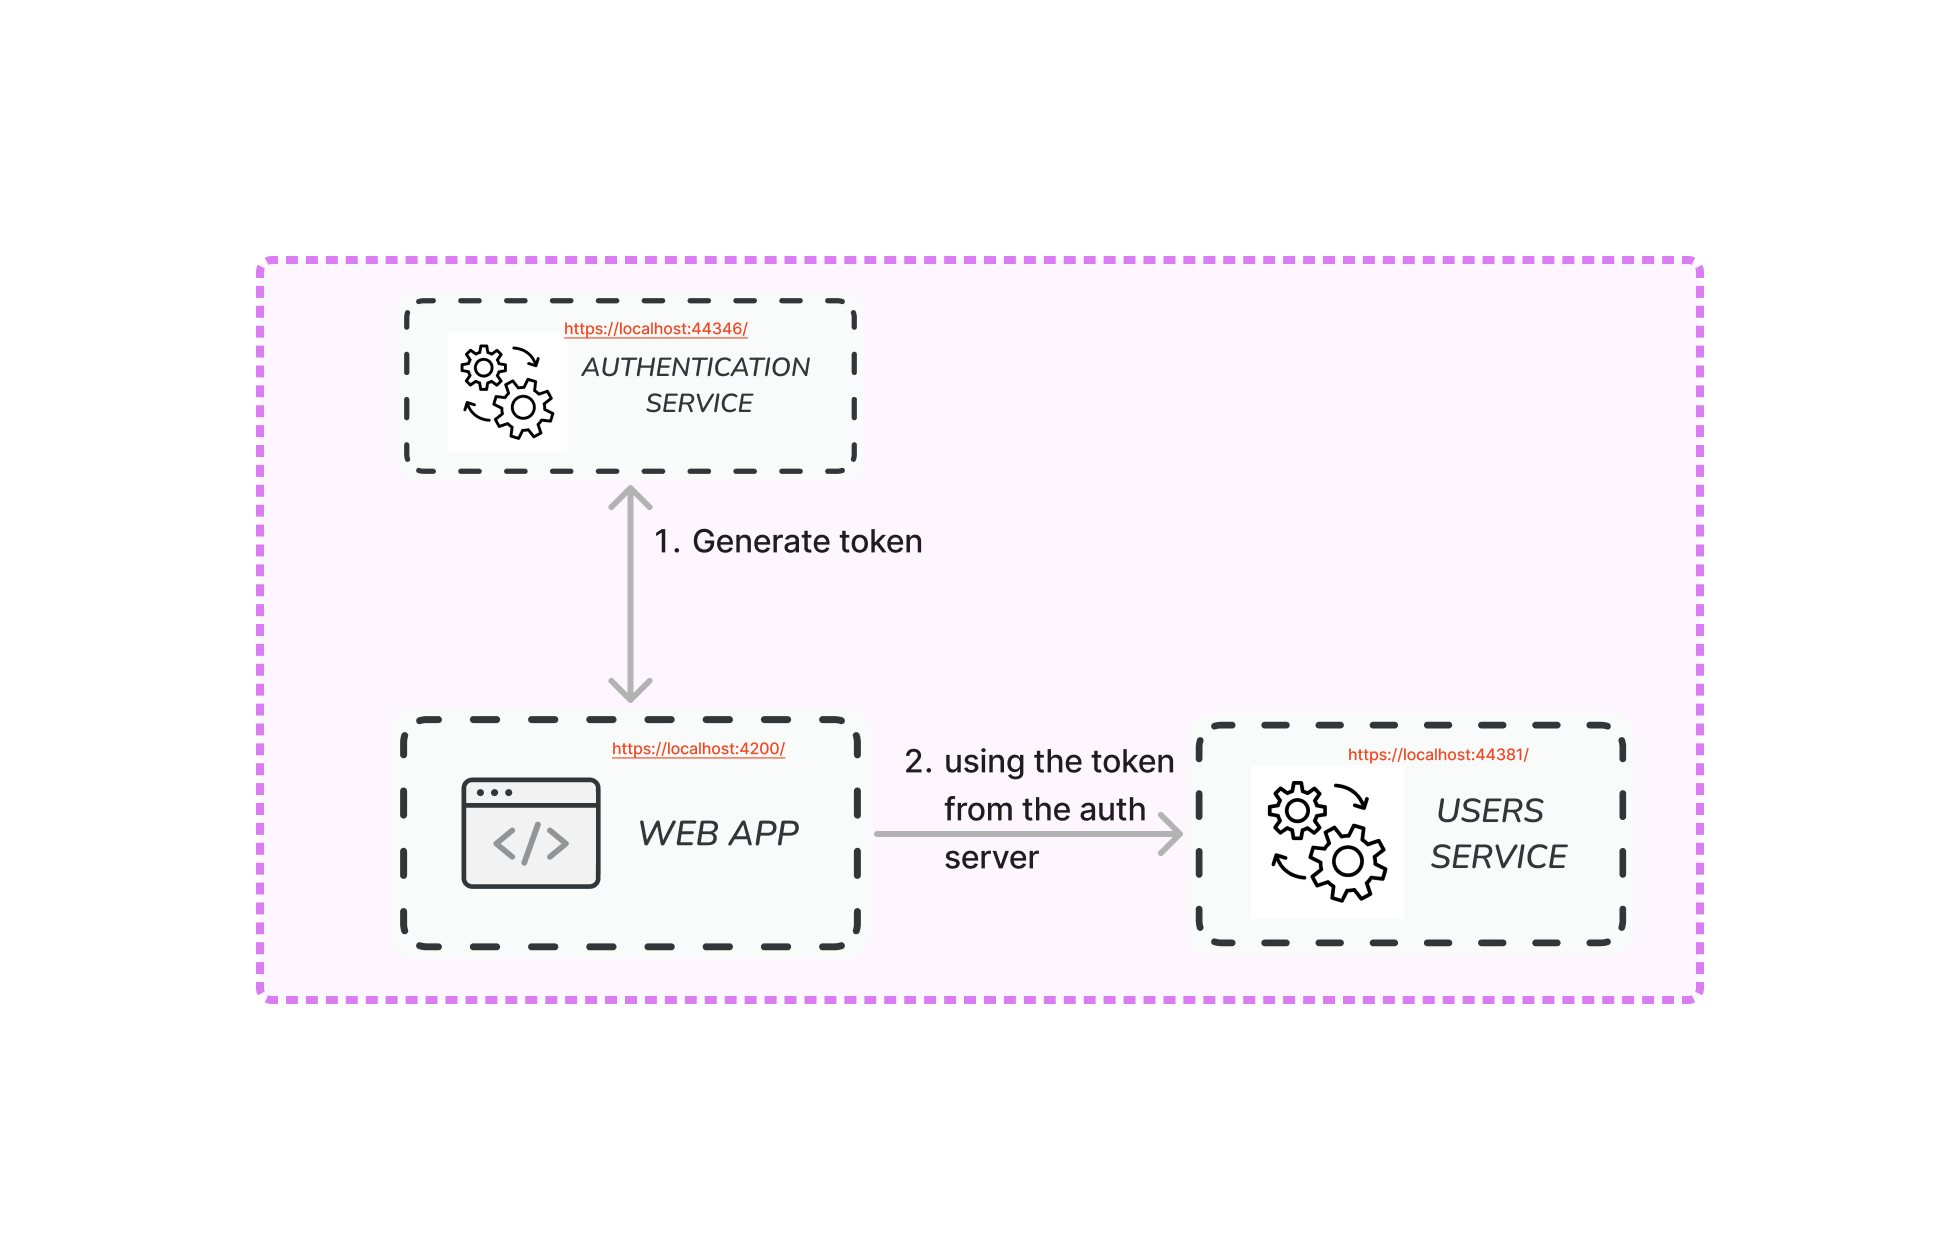 https://localhost:44346/
AUTHENTICATION
SERVICE
1. Generate token
https://localhost:4200/
WEB APP
</>
2. using the token
from the auth
server
https://localhost:44381/
USERS
SERVICE